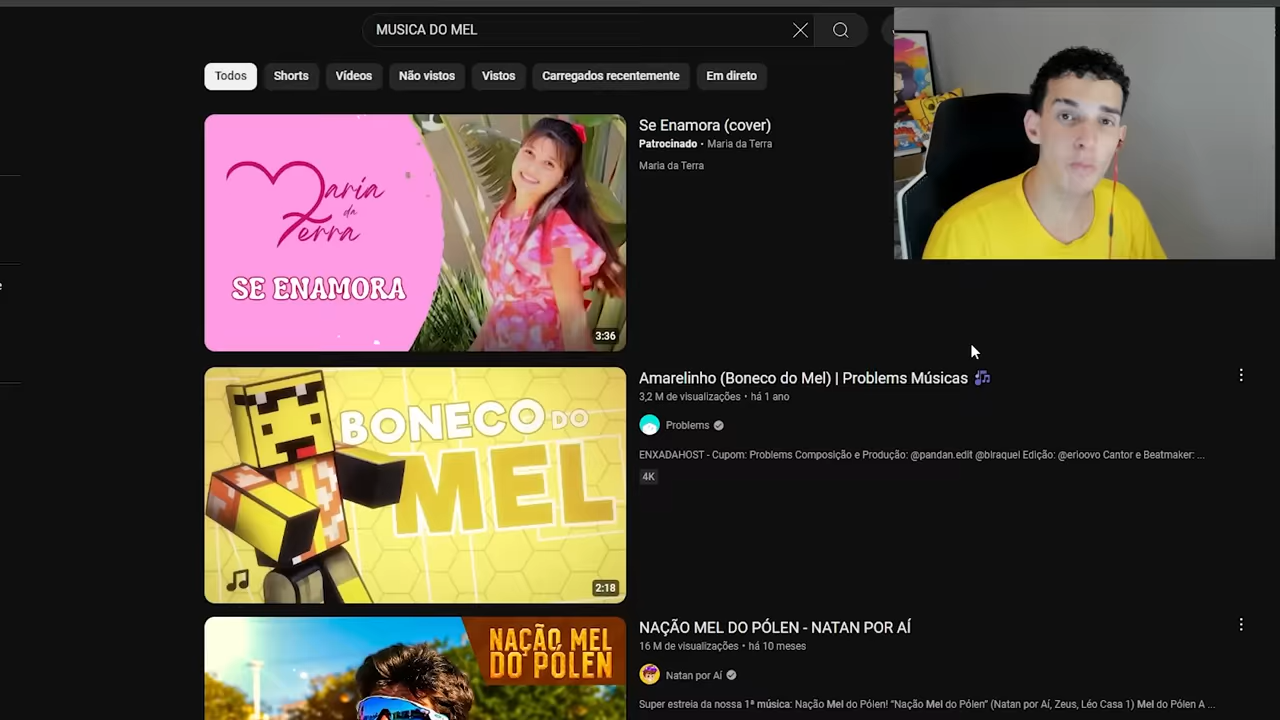 MUSICA DO MEL
Todos
Shorts
Vídeos
Não vistos
Vistos
Carregados recentemente
Em direto
Maria
da
Terra
SE ENAMORA
3:36
Se Enamora (cover)
Patrocinado • Maria da Terra
Maria da Terra
BONECO DO
MEL
2:18
Amarelinho (Boneco do Mel) | Problems Músicas
3,2 M de visualizações • há 1 ano
Problems
ENXADAHOST - Cupom: Problems Composição e Produção: @pandan.edit @blraquel Edição: @erioovo Cantor e Beatmaker: ...
4K
NAÇÃO MEL
DO PÓLEN
NAÇÃO MEL DO PÓLEN - NATAN POR AÍ
16 M de visualizações • há 10 meses
Natan por Aí
Super estreia da nossa 1ª música: Nação Mel do Pólen! “Nação Mel do Pólen” (Natan por Aí, Zeus, Léo Casa 1) Mel do Pólen A ...